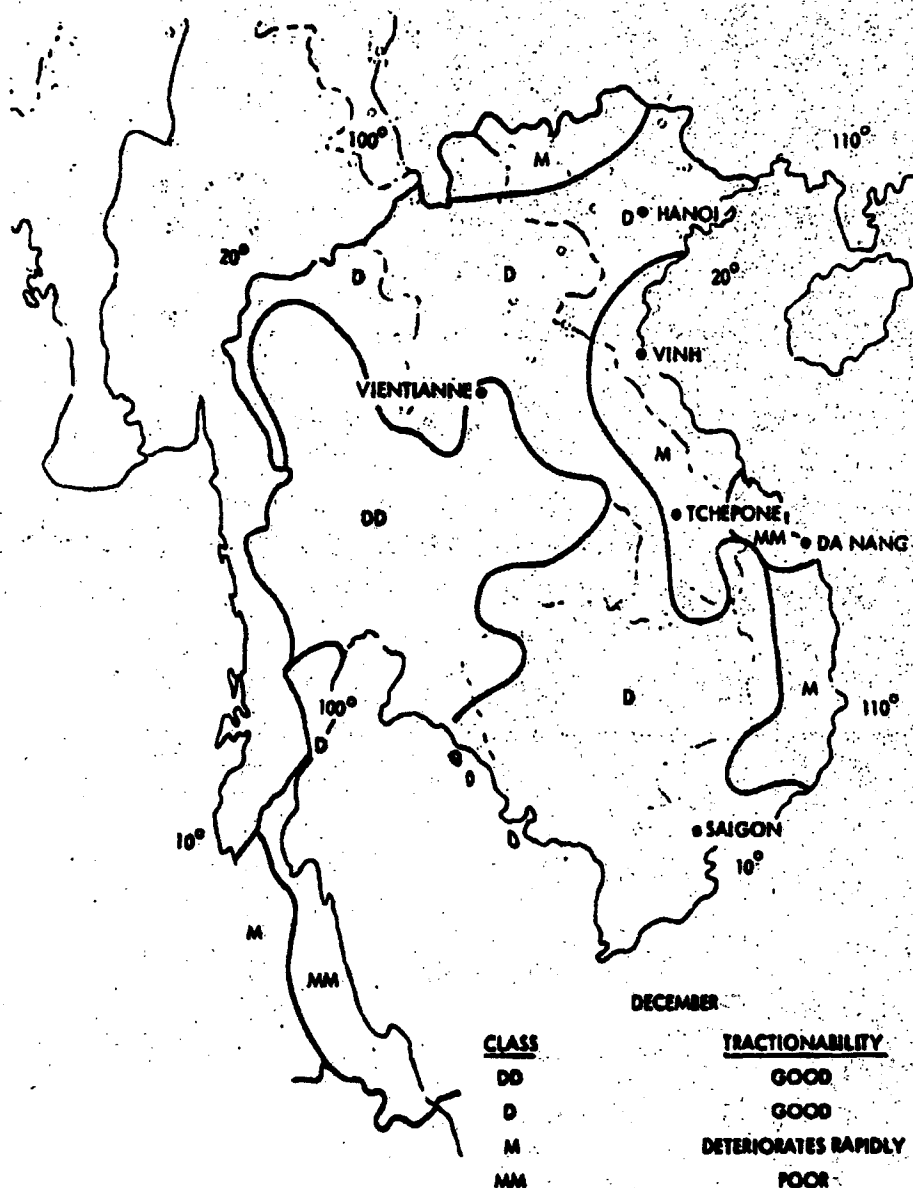 100°
110°
M
D HANOI
20°
D
D
20°
VINH
VIENTIANNE
M
DD
TCHEPONE
MM
DA NANG
D
M
100°
110°
D
D
D
10°
SAIGON
10°
M
MM
DECEMBER
CLASS TRACTIONABILITY
DD GOOD
D GOOD
M DETERIORATES RAPIDLY
MM POOR